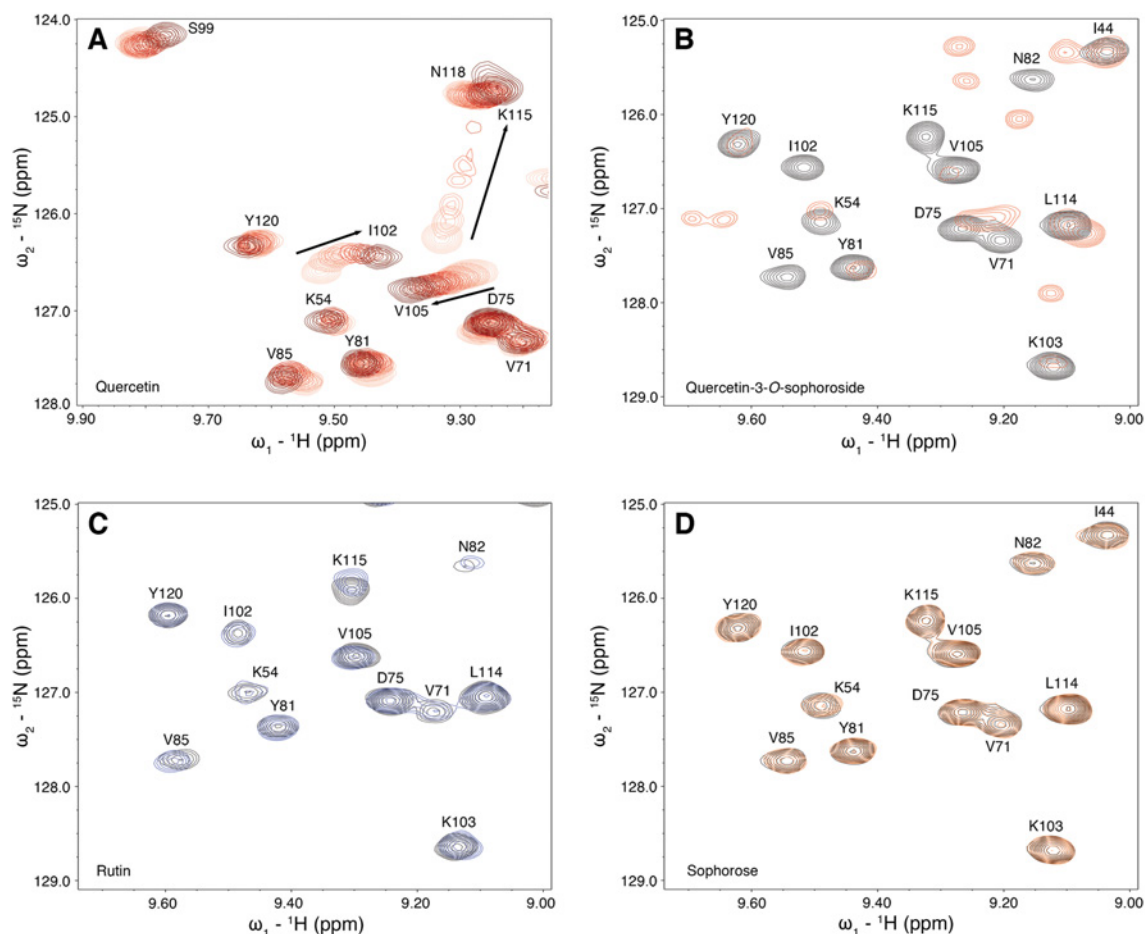 A
124.0
125.0
126.0
127.0
128.0
ω2 - 15N (ppm)
S99
N118
K115
Y120
I102
K54
V105
D75
V85
Y81
V71
Quercetin
9.90
9.70
9.50
9.30
ω1 - 1H (ppm)
B
125.0
126.0
127.0
128.0
129.0
ω2 - 15N (ppm)
I44
N82
K115
Y120
I102
V105
K54
D75
L114
V85
Y81
V71
K103
Quercetin-3-O-sophoroside
9.60
9.40
9.20
9.00
ω1 - 1H (ppm)
C
125.0
126.0
127.0
128.0
129.0
ω2 - 15N (ppm)
N82
K115
Y120
I102
V105
K54
D75
V71
L114
Y81
V85
K103
Rutin
9.60
9.40
9.20
9.00
ω1 - 1H (ppm)
D
125.0
126.0
127.0
128.0
129.0
ω2 - 15N (ppm)
I44
N82
K115
Y120
I102
V105
K54
D75
L114
V85
Y81
V71
K103
Sophorose
9.60
9.40
9.20
9.00
ω1 - 1H (ppm)